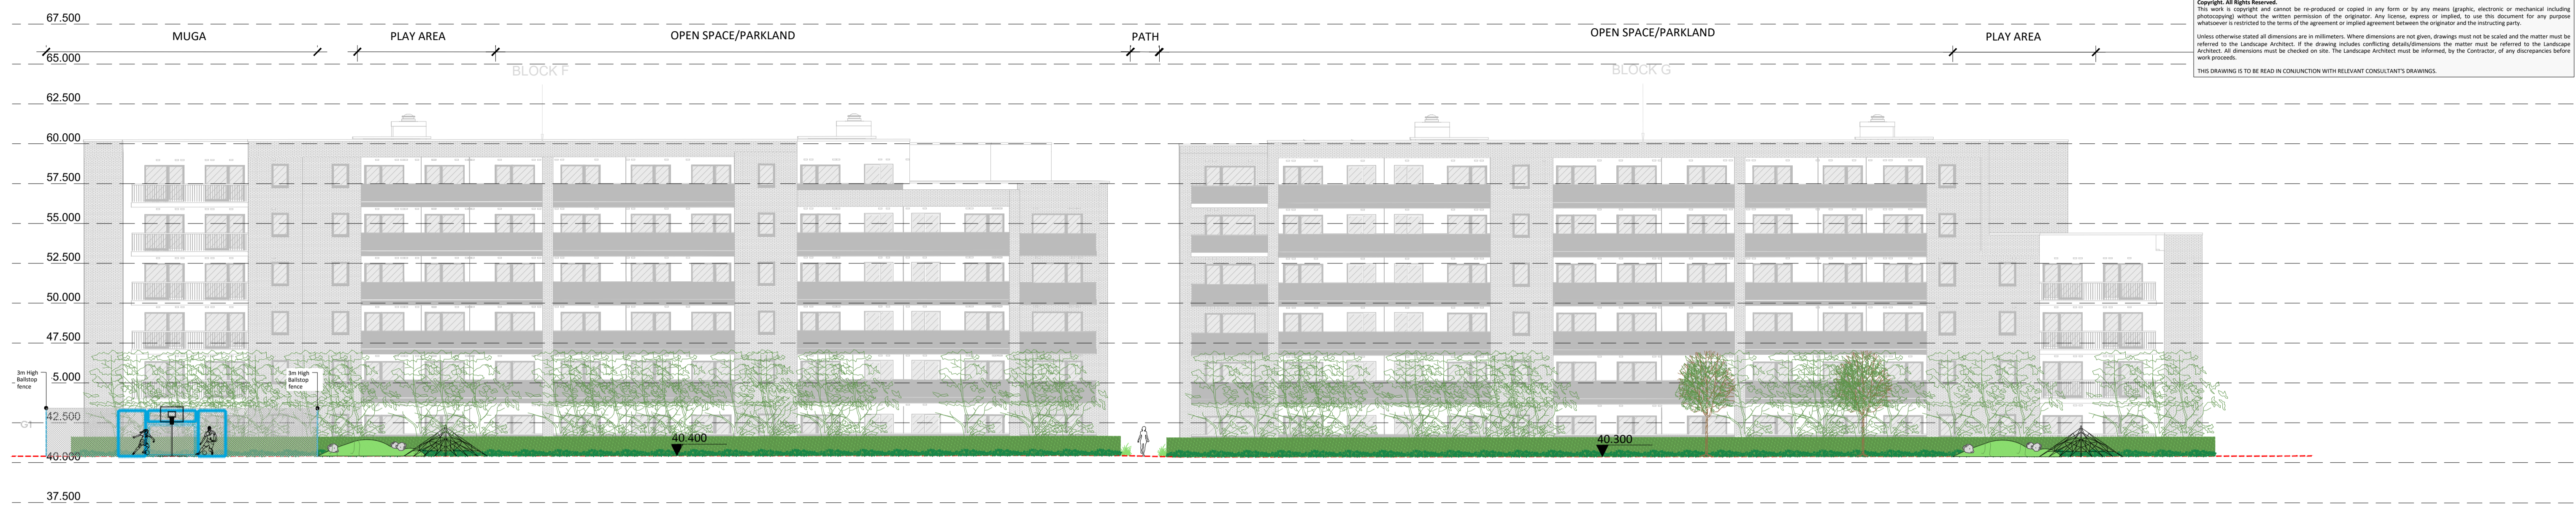 Copyright. All Rights Reserved.
This work is copyright and cannot be re-produced or copied in any form or by any means (graphic, electronic or mechanical including
photocopying) without the written permission of the originator. Any license, express or implied, to use this document for any purpose
whatsoever is restricted to the terms of the agreement or implied agreement between the originator and the instructing party.
Unless otherwise stated all dimensions are in millimeters. Where dimensions are not given, drawings must not be scaled and the matter must be
referred to the Landscape Architect. If the drawing includes conflicting details/dimensions the matter must be referred to the Landscape
Architect. All dimensions must be checked on site. The Landscape Architect must be informed, by the Contractor, of any discrepancies before
work proceeds.
THIS DRAWING IS TO BE READ IN CONJUNCTION WITH RELEVANT CONSULTANT'S DRAWINGS.
67.500
MUGA
PLAY AREA
OPEN SPACE/PARKLAND
PATH
OPEN SPACE/PARKLAND
PLAY AREA
65.000
BLOCK F
BLOCK G
62.500
60.000
57.500
55.000
52.500
50.000
47.500
3m High
Ballstop
fence
5.000
3m High
Ballstop
fence
42.500
G1
40.400
40.300
40.000
37.500